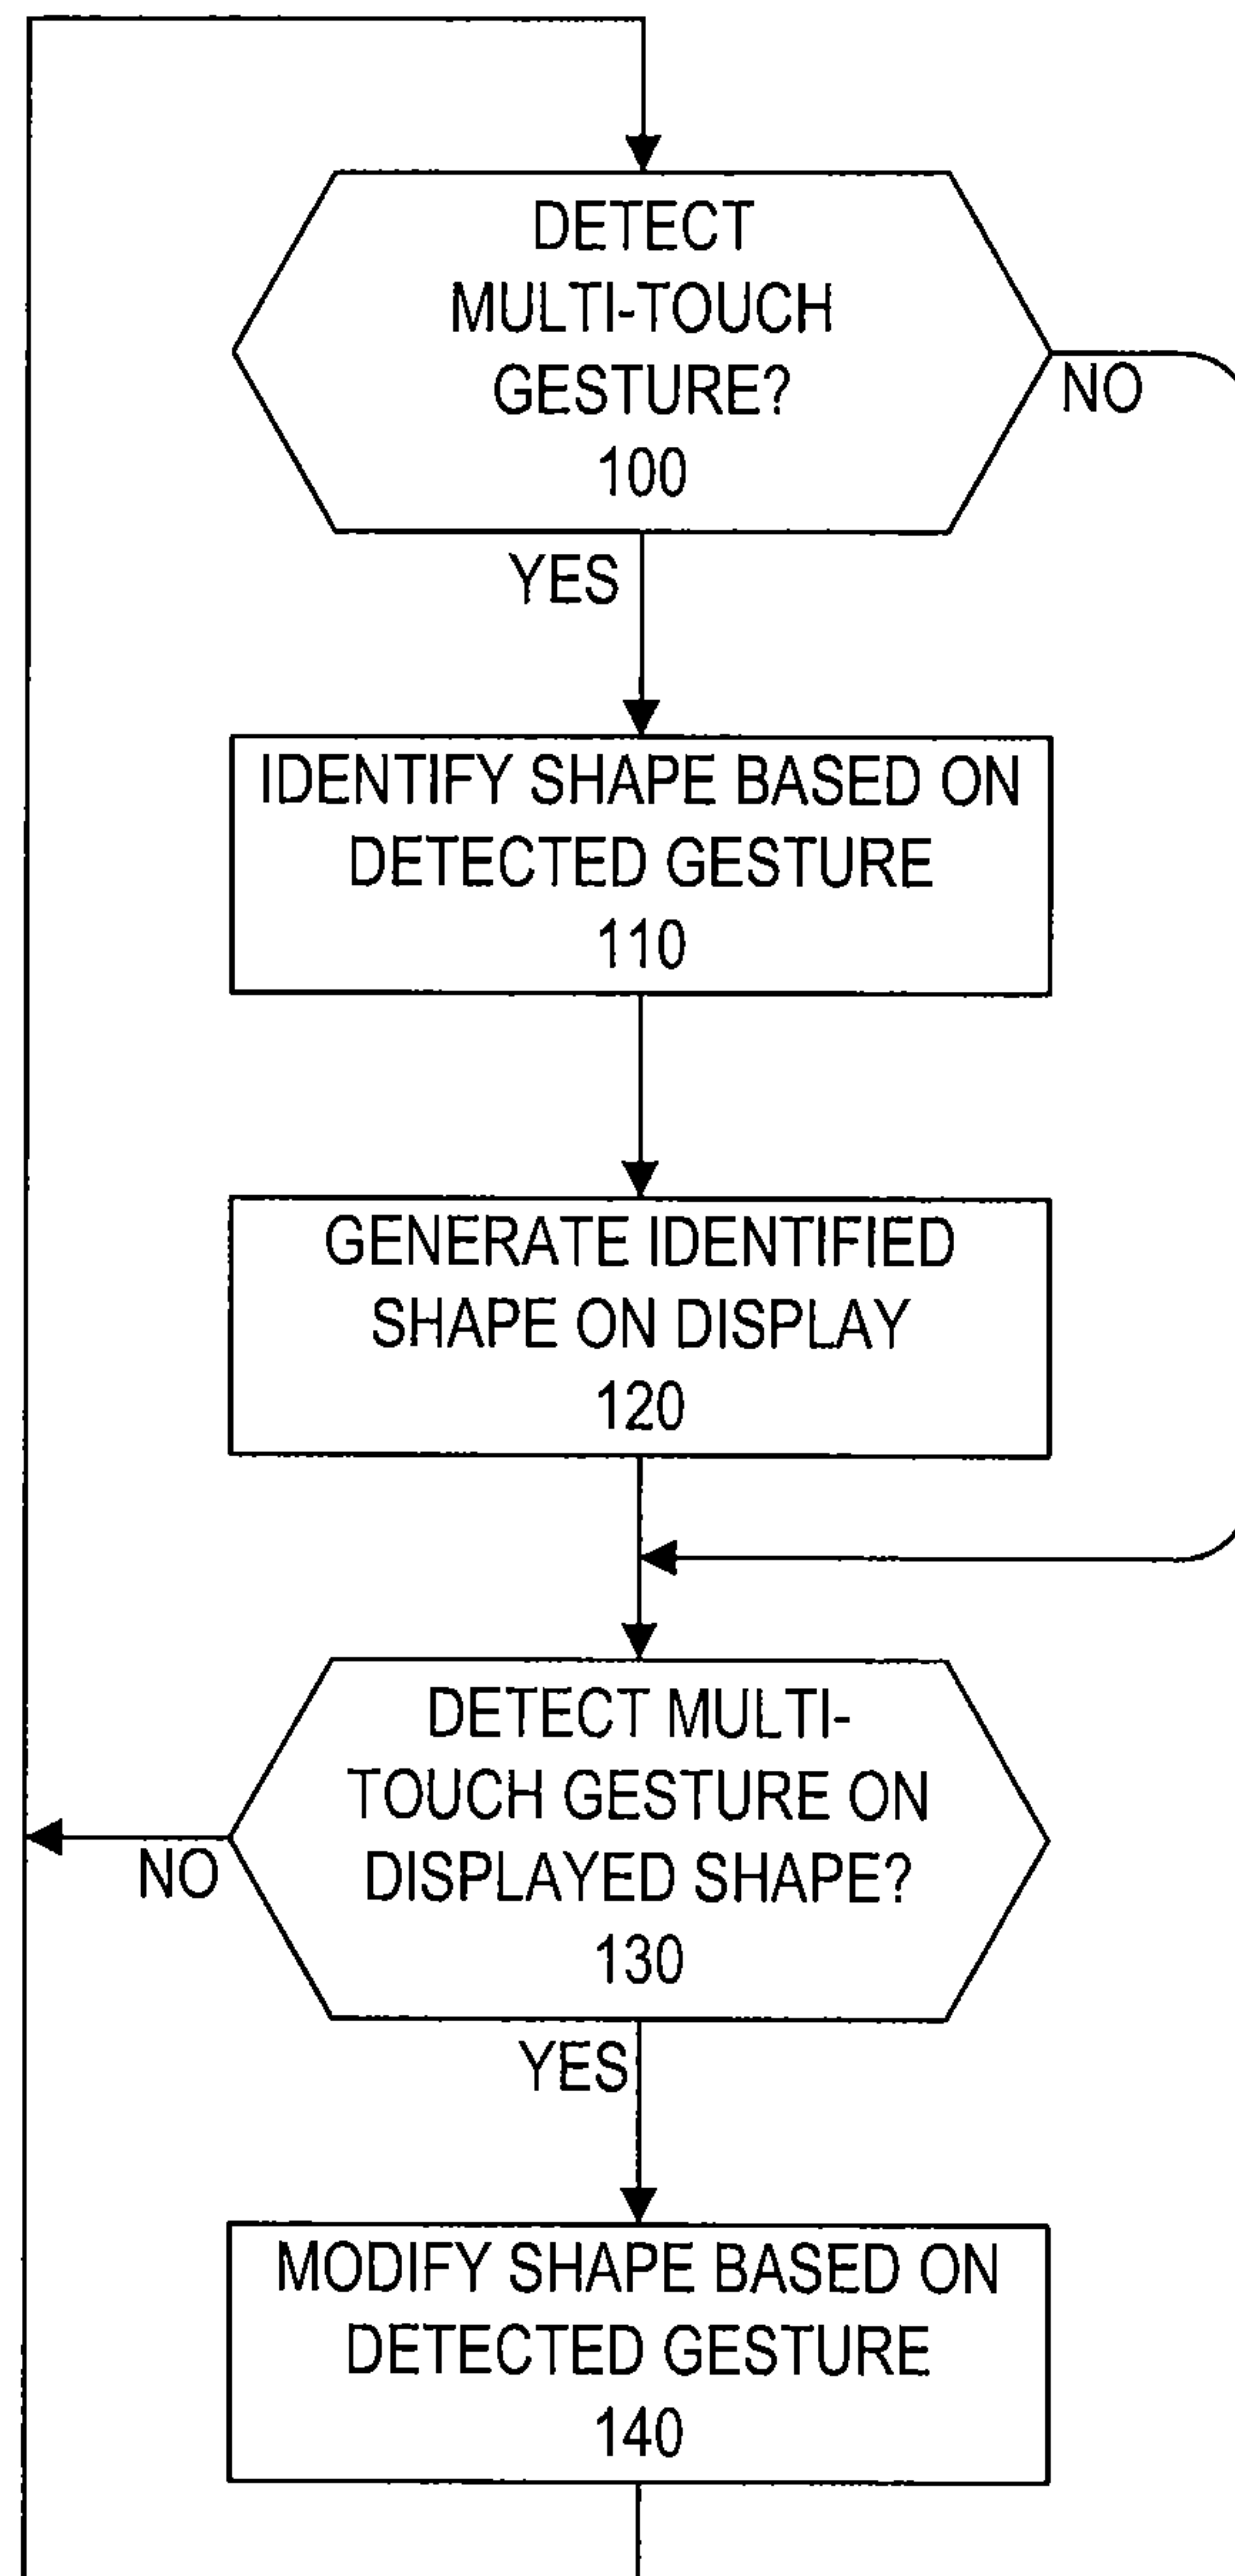 DETECT
MULTI-TOUCH
GESTURE?
100
NO
YES
IDENTIFY SHAPE BASED ON
DETECTED GESTURE
110
GENERATE IDENTIFIED
SHAPE ON DISPLAY
120
DETECT MULTI-
TOUCH GESTURE ON
DISPLAYED SHAPE?
130
NO
YES
MODIFY SHAPE BASED ON
DETECTED GESTURE
140